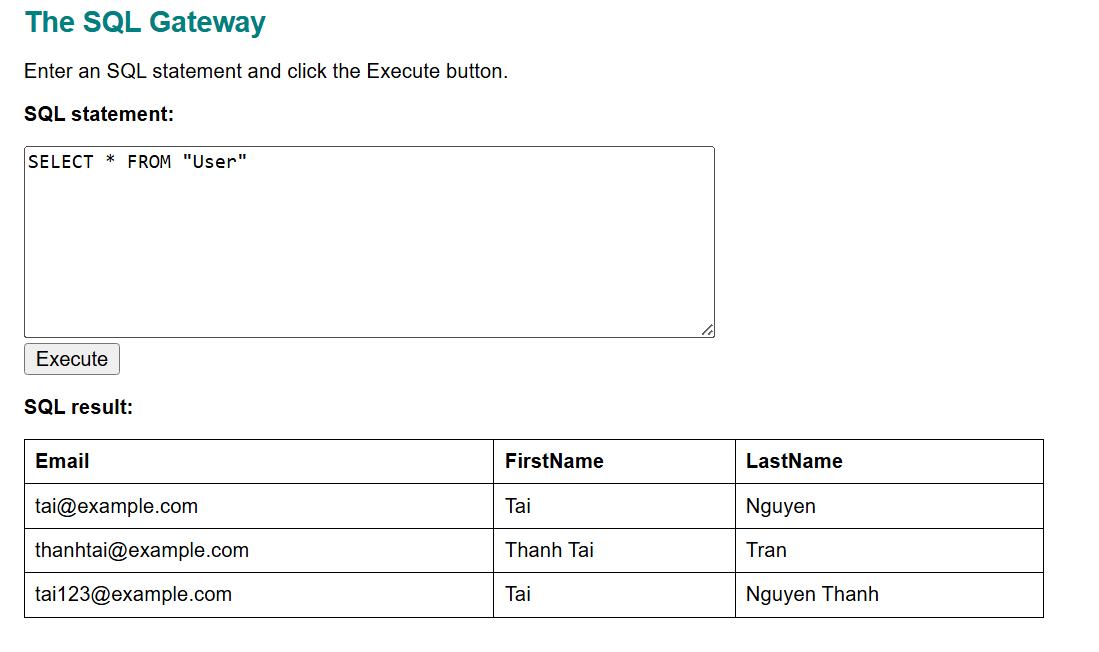 The SQL Gateway
Enter an SQL statement and click the Execute button.
SQL statement:
SELECT * FROM "User"
Execute
SQL result:
Email FirstName LastName
tai@example.com Tai Nguyen
thanhtai@example.com Thanh Tai Tran
tai123@example.com Tai Nguyen Thanh